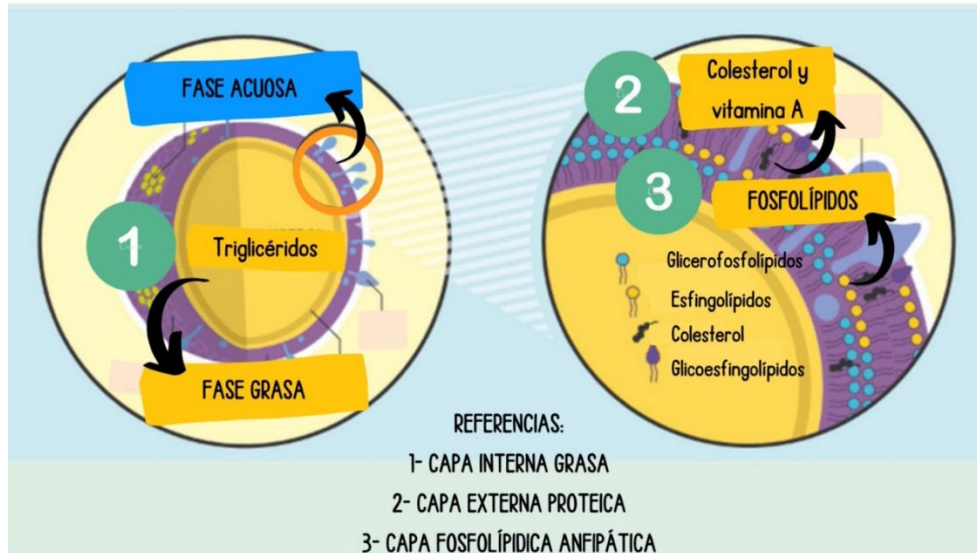 FASE ACUOSA
1
Triglicéridos
FASE GRASA
2
Colesterol y
vitamina A
3
FOSFOLÍPIDOS
Glicerofosfolípidos
Esfingolípidos
Colesterol
Glicoesfingolípidos
REFERENCIAS:
1- CAPA INTERNA GRASA
2- CAPA EXTERNA PROTEICA
3- CAPA FOSFOLÍPIDICA ANFIPÁTICA